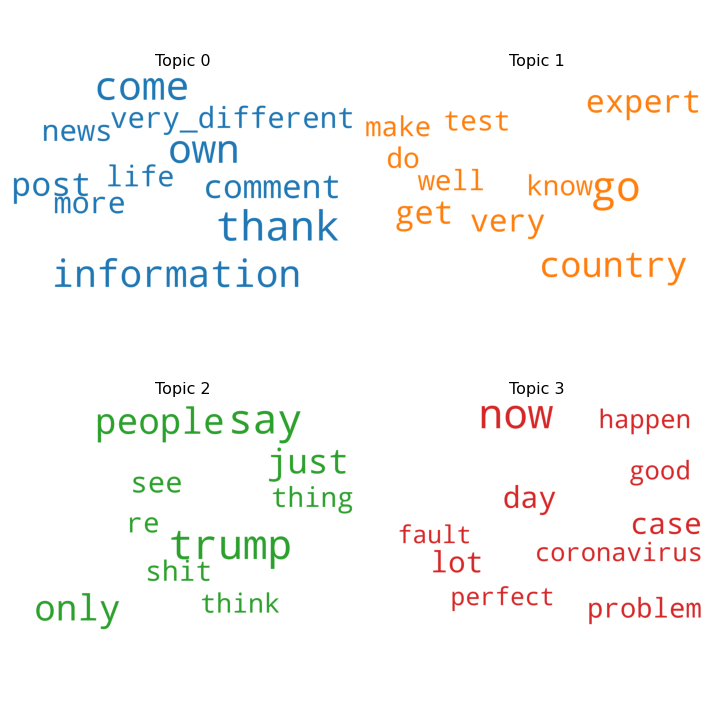 Topic 0
come
very_different
news
own
life
post
comment
more
thank
information
Topic 1
expert
make
test
do
well
know
go
get
very
country
Topic 2
people
say
just
see
thing
re
trump
shit
only
think
Topic 3
now
happen
good
day
case
fault
coronavirus
lot
perfect
problem